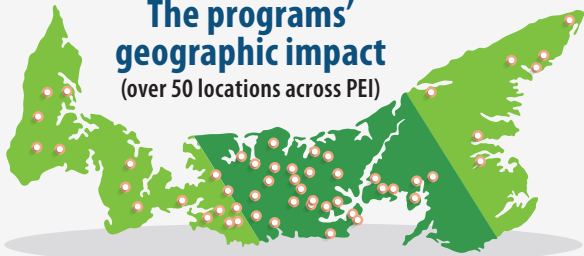 The programs'
geographic impact
(over 50 locations across PEI)